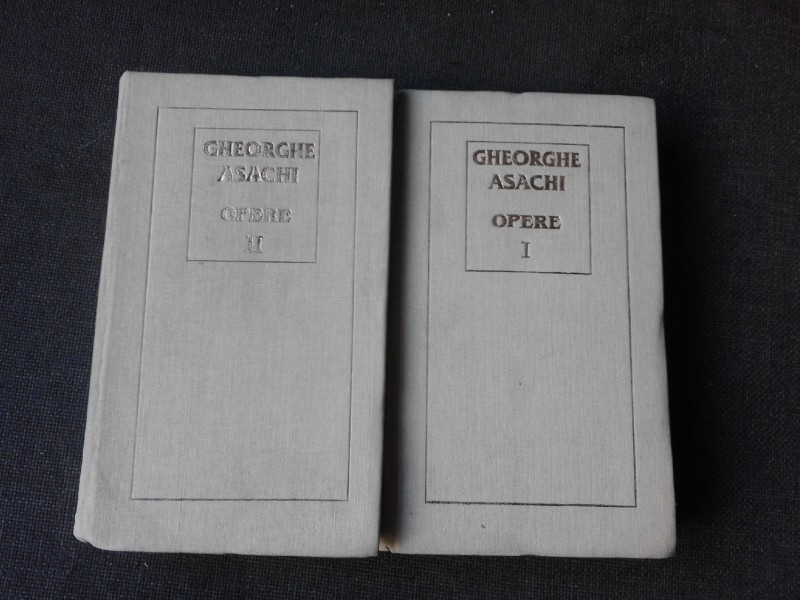 GHEORGHE
ASACHI
OPERE
II
GHEORGHE
ASACHI
OPERE
I